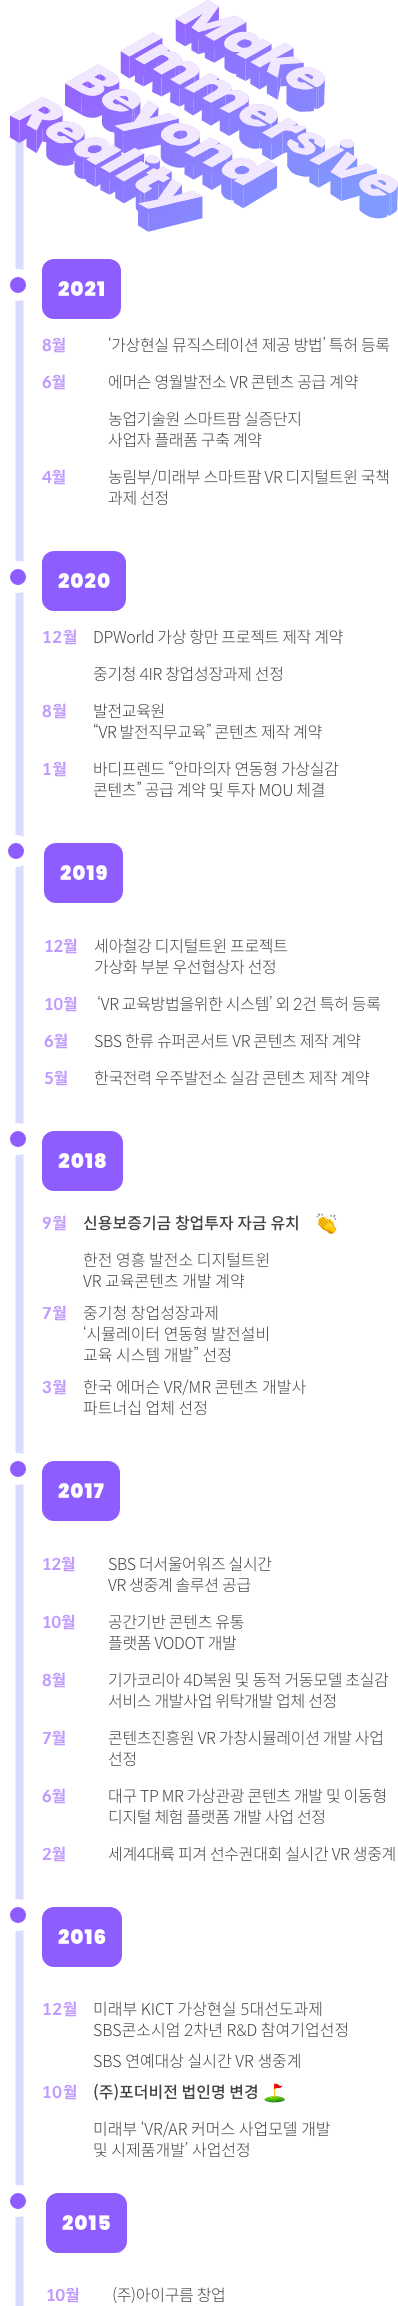 Make
Immersive
Beyond
Reality
2021
8월 ‘가상현실 뮤직스테이션 제공 방법’ 특허 등록
6월 에머슨 영월발전소 VR 콘텐츠 공급 계약
농업기술원 스마트팜 실증단지
사업자 플래폼 구축 계약
4월 농림부/미래부 스마트팜 VR 디지털트윈 국책
과제 선정
2020
12월 DPWorld 가상 항만 프로젝트 제작 계약
중기청 4IR 창업성장과제 선정
8월 발전교육원
“VR 발전직무교육” 콘텐츠 제작 계약
1월 바디프렌드 “안마의자 연동형 가상실감
콘텐츠” 공급 계약 및 투자 MOU 체결
2019
12월 세아철강 디지털트윈 프로젝트
가상화 부분 우선협상자 선정
10월 ‘VR 교육방법을위한 시스템’ 외 2건 특허 등록
6월 SBS 한류 슈퍼콘서트 VR 콘텐츠 제작 계약
5월 한국전력 우주발전소 실감 콘텐츠 제작 계약
2018
9월 신용보증기금 창업투자 자금 유치
한전 영흥 발전소 디지털트윈
VR 교육콘텐츠 개발 계약
7월 중기청 창업성장과제
‘시뮬레이터 연동형 발전설비
교육 시스템 개발” 선정
3월 한국 에머슨 VR/MR 콘텐츠 개발사
파트너십 업체 선정
2017
12월 SBS 더서울어워즈 실시간
VR 생중계 솔루션 공급
10월 공간기반 콘텐츠 유통
플랫폼 VODOT 개발
8월 기가코리아 4D복원 및 동적 거동모델 초실감
서비스 개발사업 위탁개발 업체 선정
7월 콘텐츠진흥원 VR 가창시뮬레이션 개발 사업
선정
6월 대구 TP MR 가상관광 콘텐츠 개발 및 이동형
디지털 체험 플랫폼 개발 사업 선정
2월 세계4대륙 피겨 선수권대회 실시간 VR 생중계
2016
12월 미래부 KICT 가상현실 5대선도과제
SBS콘소시엄 2차년 R&D 참여기업선정
SBS 연예대상 실시간 VR 생중계
10월 (주)포더비전 법인명 변경
미래부 ‘VR/AR 커머스 사업모델 개발
및 시제품개발’ 사업선정
2015
10월 (주)아이구름 창업